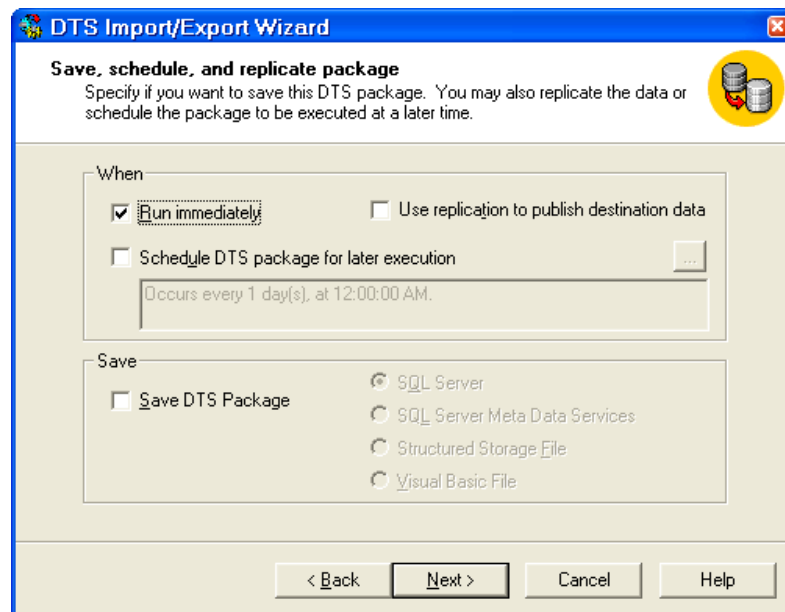 DTS Import/Export Wizard
Save, schedule, and replicate package
Specify if you want to save this DTS package. You may also replicate the data or
schedule the package to be executed at a later time.
When
Run immediately
Use replication to publish destination data
Schedule DTS package for later execution
...
Occurs every 1 day(s), at 12:00:00 AM.
Save
Save DTS Package
SQL Server
SQL Server Meta Data Services
Structured Storage File
Visual Basic File
< Back
Next >
Cancel
Help